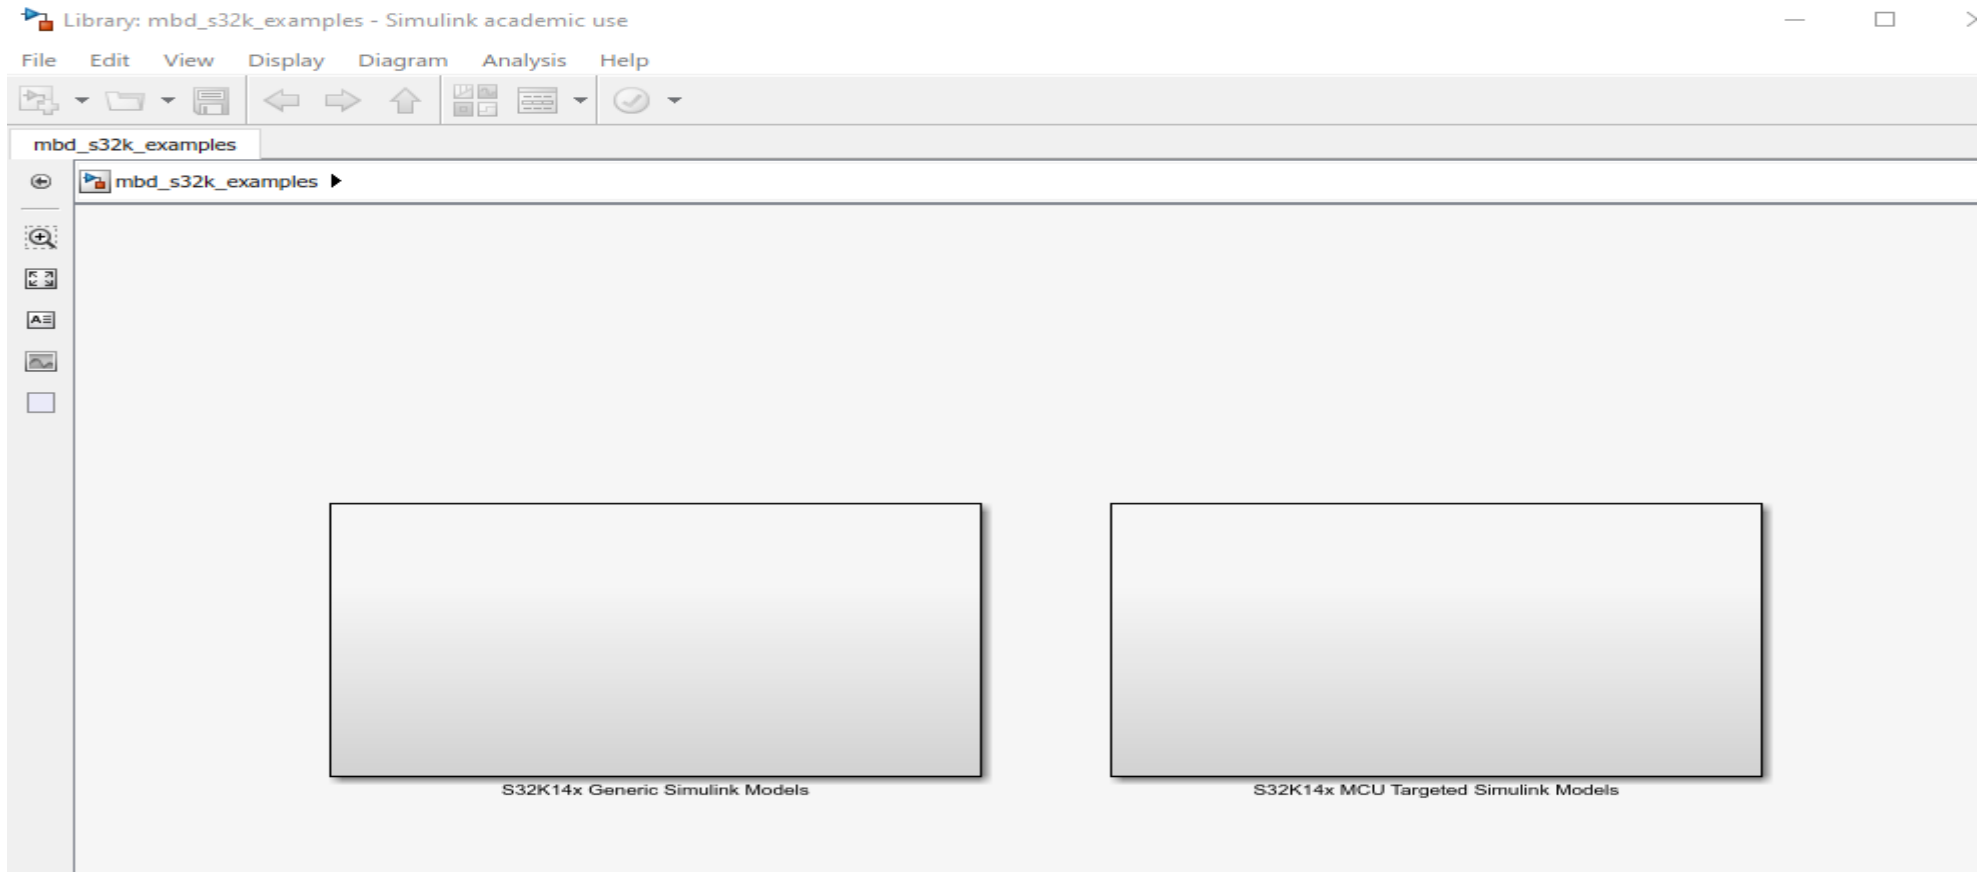 Library: mbd_s32k_examples - Simulink academic use
File Edit View Display Diagram Analysis Help
mbd_s32k_examples
mbd_s32k_examples
S32K14x Generic Simulink Models
S32K14x MCU Targeted Simulink Models